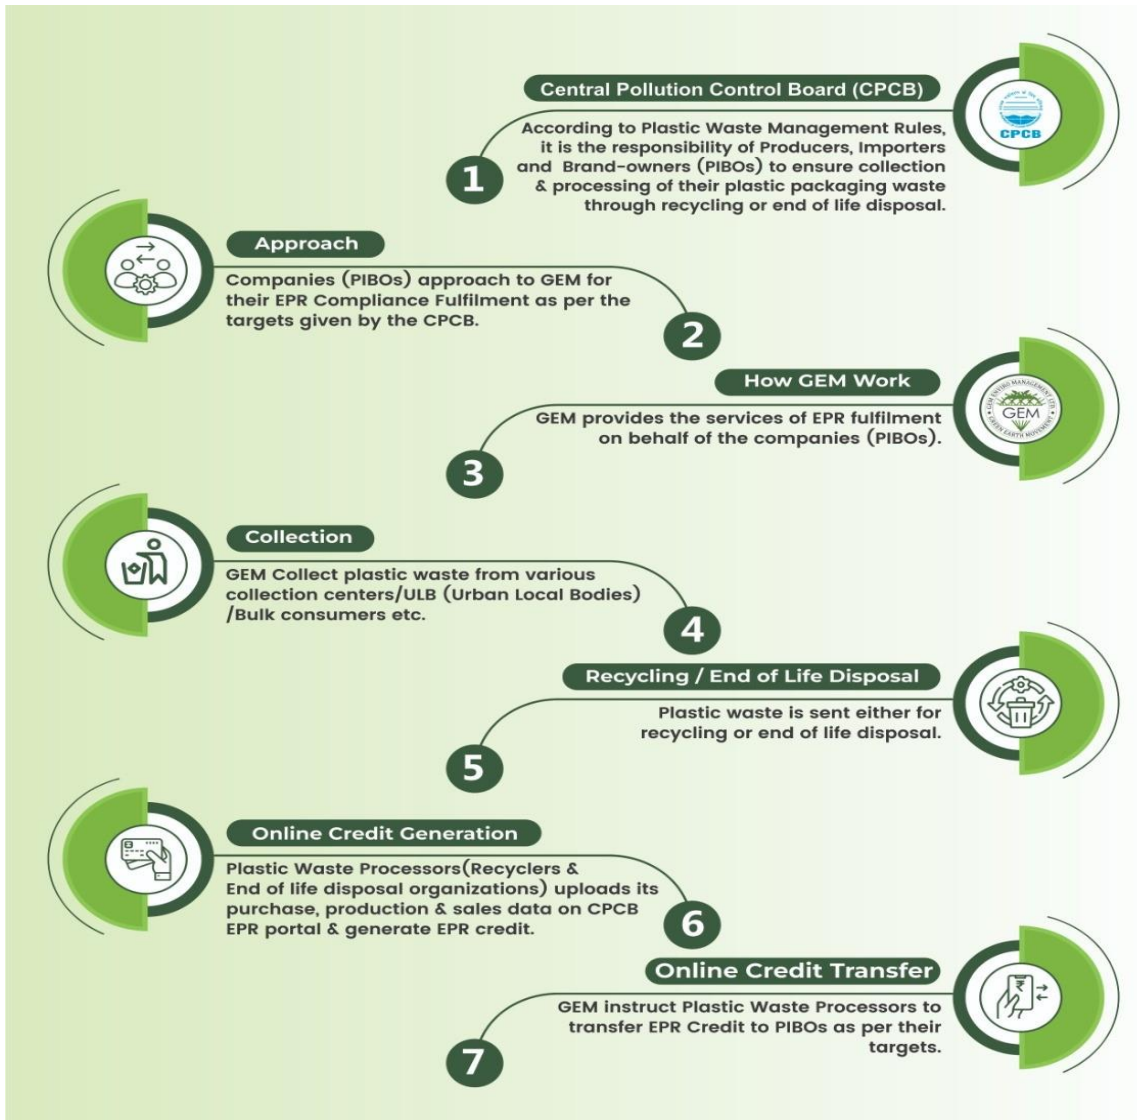 Central Pollution Control Board (CPCB)
According to Plastic Waste Management Rules,
it is the responsibility of Producers, Importers
and Brand-owners (PIBOs) to ensure collection
& processing of their plastic packaging waste
through recycling or end of life disposal.
CPCB
1
Approach
Companies (PIBOs) approach to GEM for
their EPR Compliance Fulfilment as per the
targets given by the CPCB.
2
How GEM Work
GEM provides the services of EPR fulfilment
on behalf of the companies (PIBOs).
GEM ENVIRO MANAGEMENT LTD.
GEM
GREEN EARTH MOVEMENT
3
Collection
GEM Collect plastic waste from various
collection centers/ULB (Urban Local Bodies)
/Bulk consumers etc.
4
Recycling / End of Life Disposal
Plastic waste is sent either for
recycling or end of life disposal.
5
Online Credit Generation
Plastic Waste Processors(Recyclers &
End of life disposal organizations) uploads its
purchase, production & sales data on CPCB
EPR portal & generate EPR credit.
6
Online Credit Transfer
GEM instruct Plastic Waste Processors to
transfer EPR Credit to PIBOs as per their
targets.
₹
7